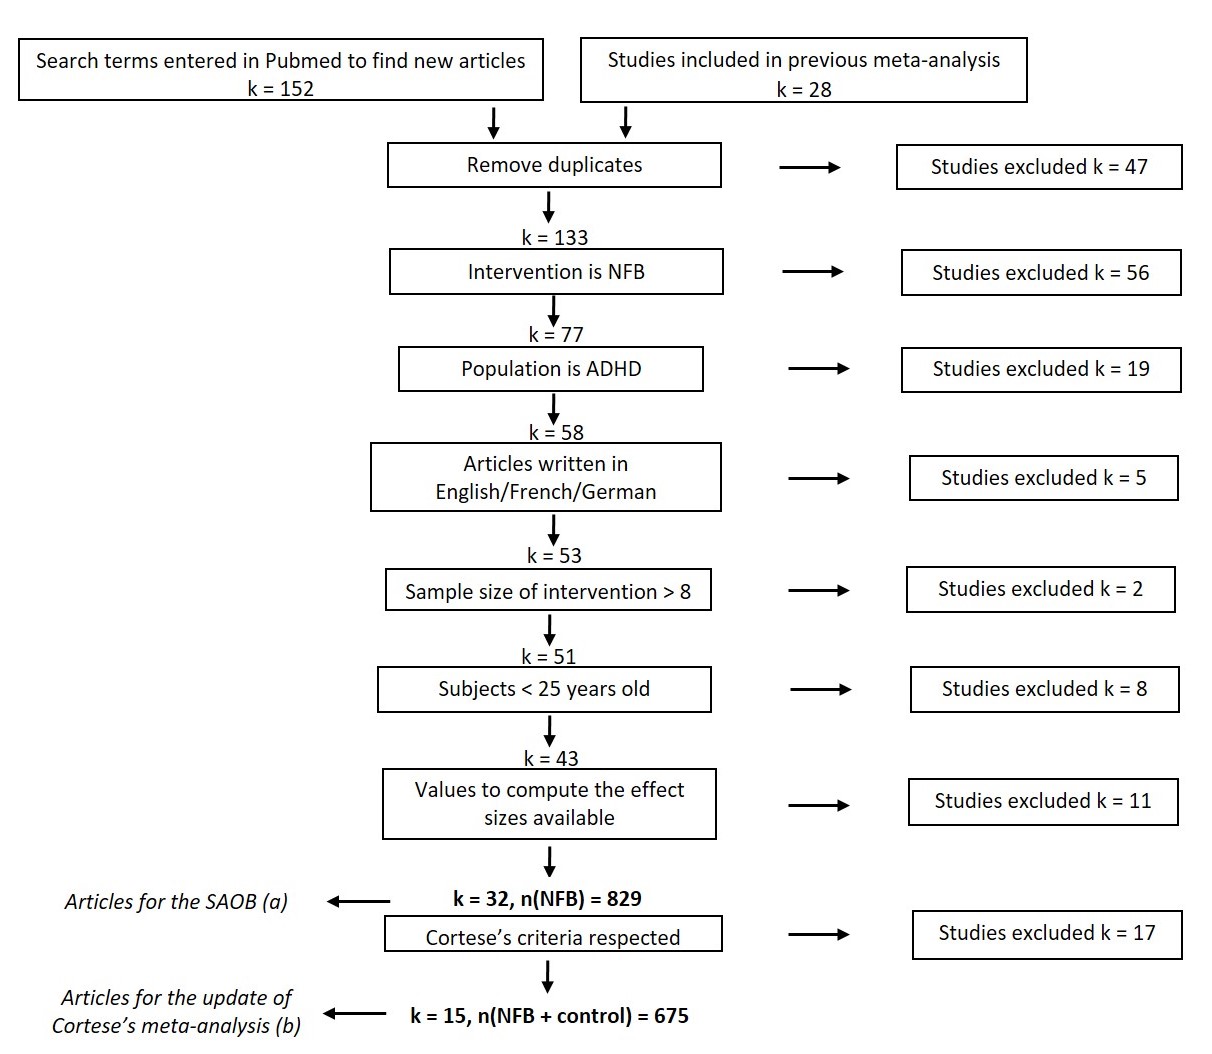 Search terms entered in Pubmed to find new articles
k = 152
Studies included in previous meta-analysis
k = 28
Remove duplicates
Studies excluded k = 47
k = 133
Intervention is NFB
Studies excluded k = 56
k = 77
Population is ADHD
Studies excluded k = 19
k = 58
Articles written in
English/French/German
Studies excluded k = 5
k = 53
Sample size of intervention > 8
Studies excluded k = 2
k = 51
Subjects < 25 years old
Studies excluded k = 8
k = 43
Values to compute the effect
sizes available
Studies excluded k = 11
Articles for the SAOB (a)
k = 32, n(NFB) = 829
Cortese’s criteria respected
Studies excluded k = 17
Articles for the update of
Cortese’s meta-analysis (b)
k = 15, n(NFB + control) = 675